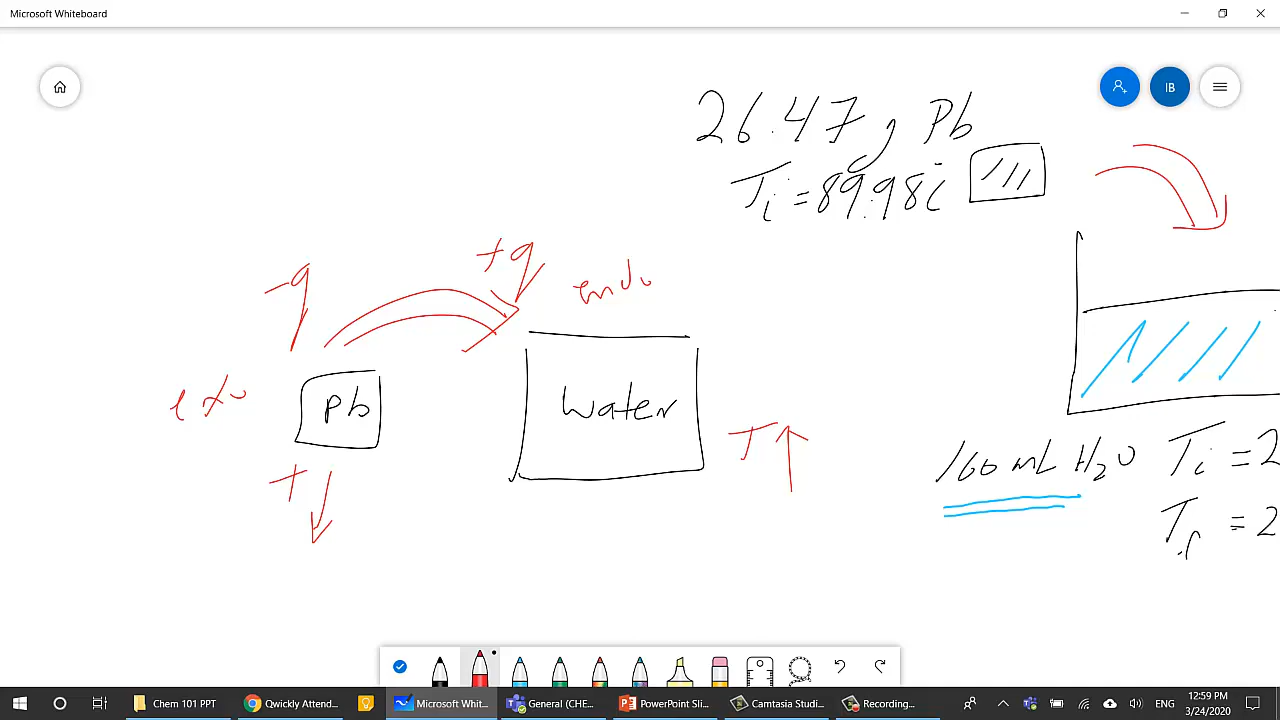 Microsoft Whiteboard
IB
26.47 g Pb
Ti = 89.98°C
-q
+q
endo
exo
Pb
Water
T
T
100 mL H2O
Ti = 2
Tf = 2
Chem 101 PPT
Qwickly Attend...
Microsoft Whit...
General (CHE...
PowerPoint Sli...
Camtasia Studi...
Recording...
ENG
12:59 PM
3/24/2020